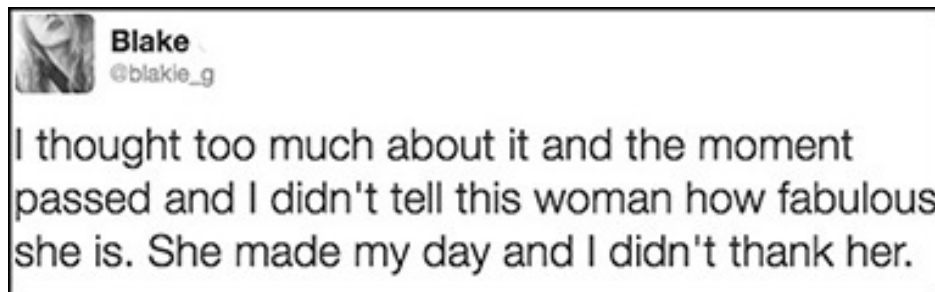 Blake
@blakie_g
I thought too much about it and the moment
passed and I didn't tell this woman how fabulous
she is. She made my day and I didn't thank her.